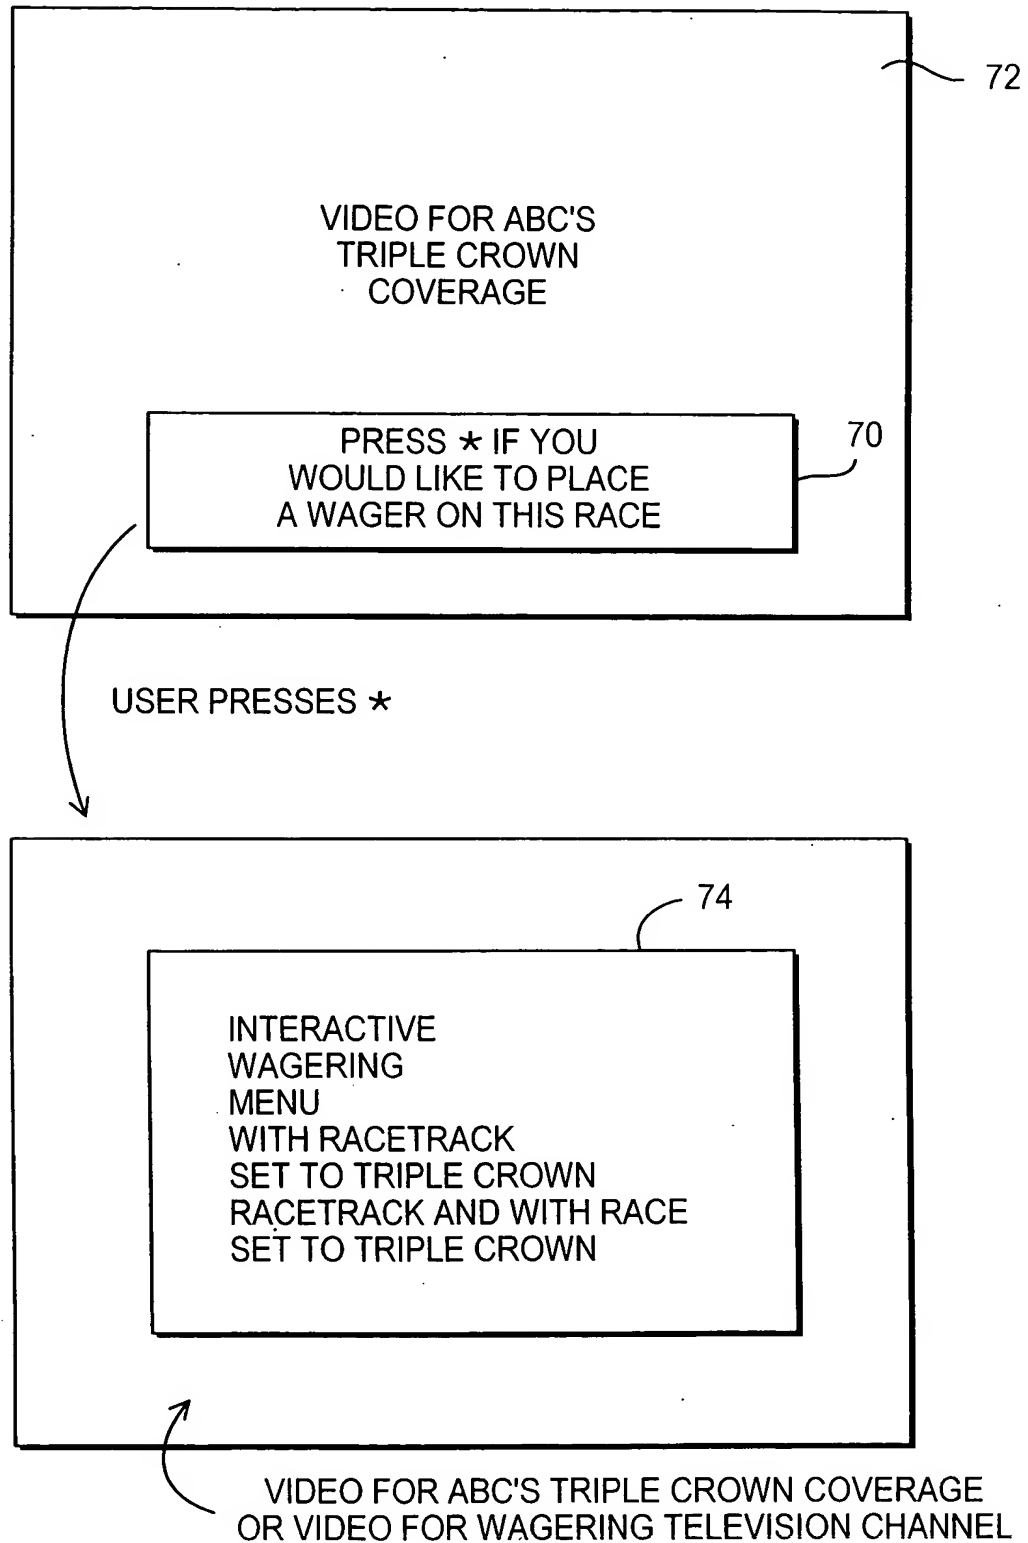 72
VIDEO FOR ABC'S
TRIPLE CROWN
COVERAGE
PRESS * IF YOU
WOULD LIKE TO PLACE
A WAGER ON THIS RACE
70
USER PRESSES *
74
INTERACTIVE
WAGERING
MENU
WITH RACETRACK
SET TO TRIPLE CROWN
RACETRACK AND WITH RACE
SET TO TRIPLE CROWN
VIDEO FOR ABC'S TRIPLE CROWN COVERAGE
OR VIDEO FOR WAGERING TELEVISION CHANNEL